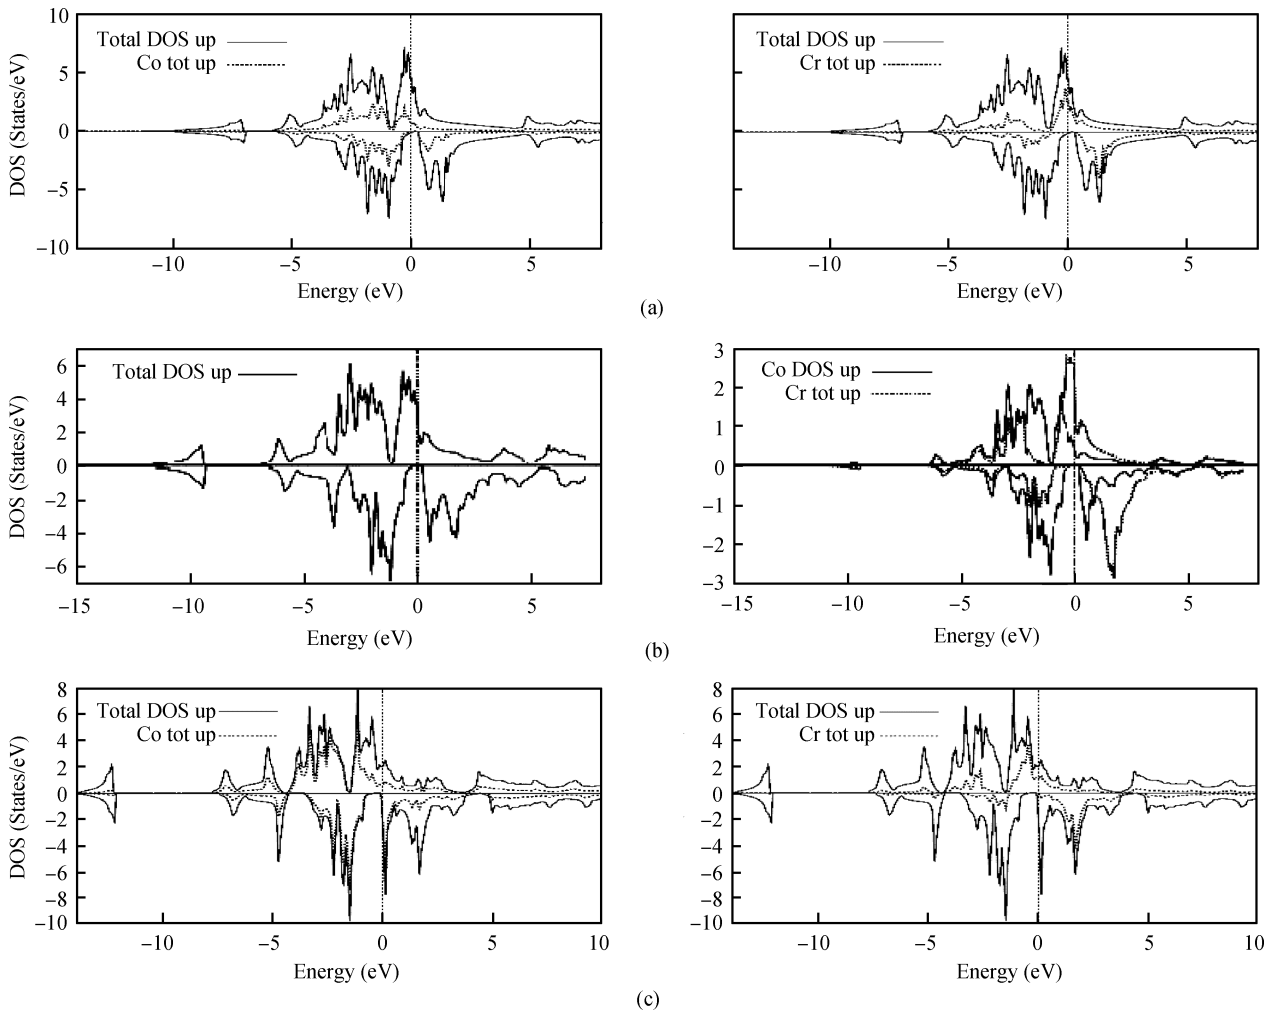 10
5
0
−5
−10
DOS (States/eV)
Total DOS up
Co tot up
−10 −5 0 5
Energy (eV)
Total DOS up
Cr tot up
−10 −5 0 5
Energy (eV)
(a)
6
4
2
0
−2
−4
−6
DOS (States/eV)
Total DOS up
−15 −10 −5 0 5
Energy (eV)
3
2
1
0
−1
−2
−3
Co DOS up
Cr tot up
−15 −10 −5 0 5
Energy (eV)
(b)
8
6
4
2
0
−2
−4
−6
−8
−10
DOS (States/eV)
Total DOS up
Co tot up
−10 −5 0 5 10
Energy (eV)
8
6
4
2
0
−2
−4
−6
−8
−10
Total DOS up
Cr tot up
−10 −5 0 5 10
Energy (eV)
(c)